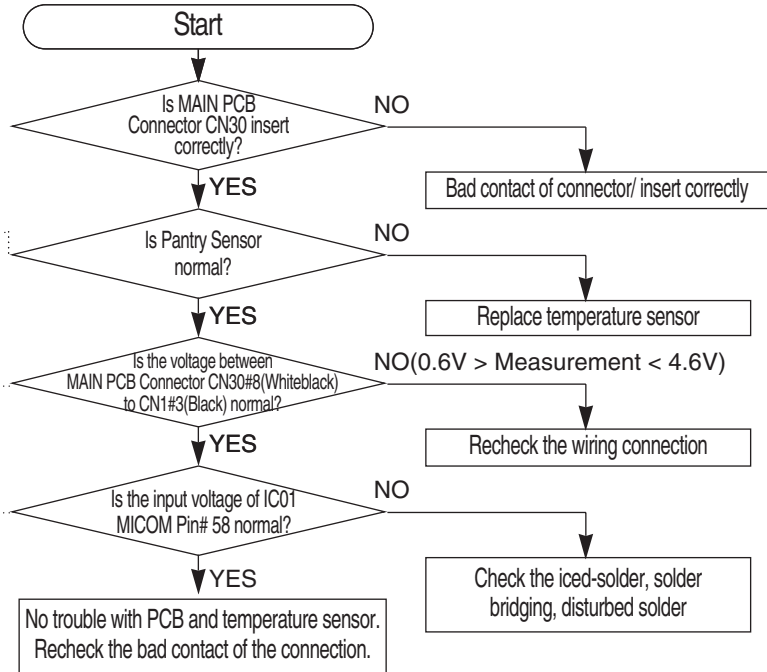 Start
Is MAIN PCB
Connector CN30 insert
correctly?
NO
YES
Bad contact of connector/ insert correctly
Is Pantry Sensor
normal?
NO
YES
Replace temperature sensor
Is the voltage between
MAIN PCB Connector CN30#8(Whiteblack)
to CN1#3(Black) normal?
NO(0.6V > Measurement < 4.6V)
YES
Recheck the wiring connection
Is the input voltage of IC01
MICOM Pin# 58 normal?
NO
YES
Check the iced-solder, solder
bridging, disturbed solder
No trouble with PCB and temperature sensor.
Recheck the bad contact of the connection.